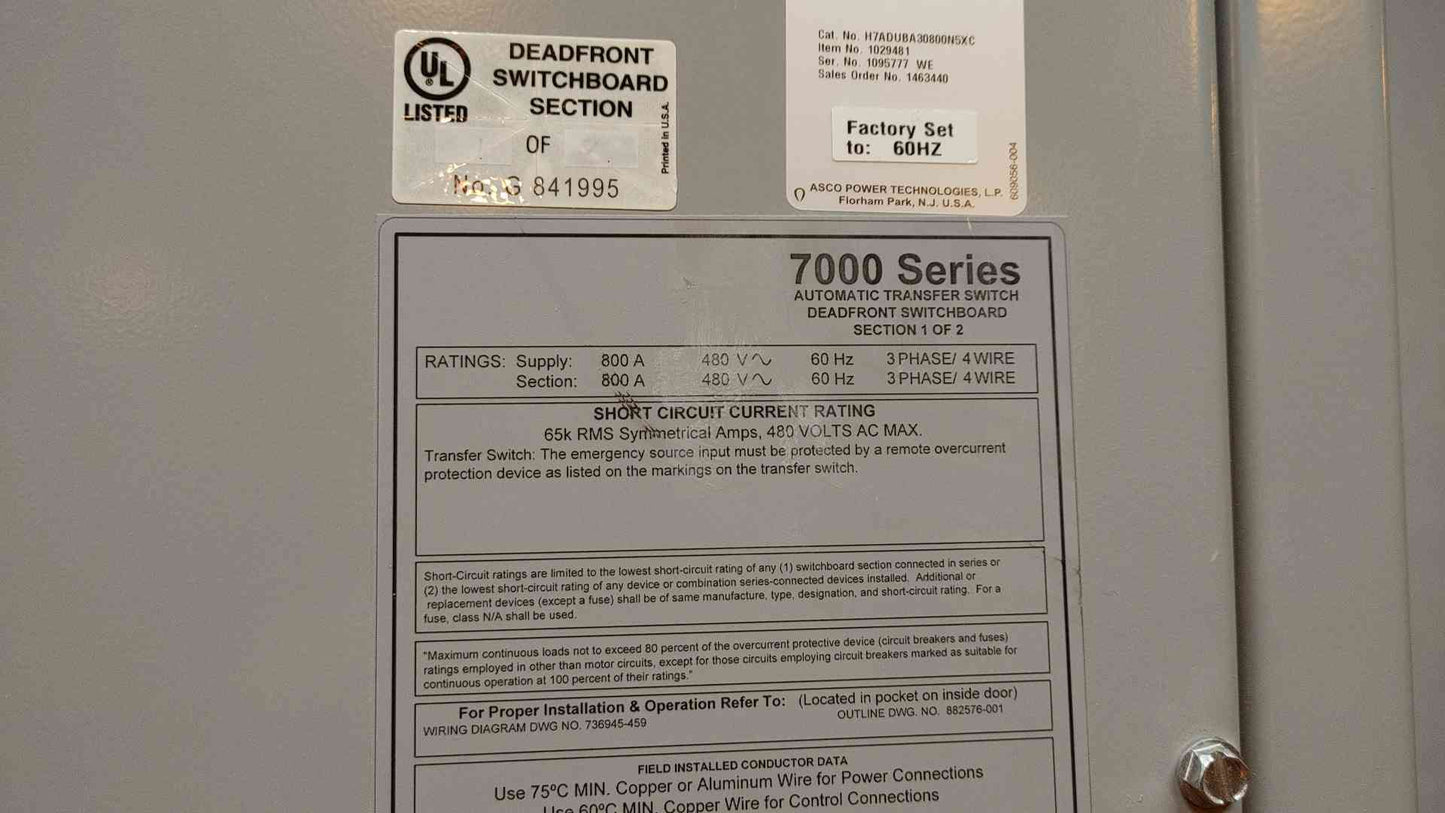 UL
®
LISTED
DEADFRONT
SWITCHBOARD
SECTION
OF
No. G 841995
Printed in U.S.A.
Cat. No. H7ADUBA30800N5XC
Item No. 1029481
Ser. No. 1095777 WE
Sales Order No. 1463440
Factory Set
to: 60HZ
ASCO POWER TECHNOLOGIES, L.P.
Florham Park, N.J. U.S.A.
609056-004
7000 Series
AUTOMATIC TRANSFER SWITCH
DEADFRONT SWITCHBOARD
SECTION 1 OF 2
RATINGS: Supply: 800 A 480 V 60 Hz 3 PHASE/ 4 WIRE
Section: 800 A 480 V 60 Hz 3 PHASE/ 4 WIRE
SHORT CIRCUIT CURRENT RATING
65k RMS Symmetrical Amps, 480 VOLTS AC MAX.
Transfer Switch: The emergency source input must be protected by a remote overcurrent
protection device as listed on the markings on the transfer switch.
Short-Circuit ratings are limited to the lowest short-circuit rating of any (1) switchboard section connected in series or
(2) the lowest short-circuit rating of any device or combination series-connected devices installed. Additional or
replacement devices (except a fuse) shall be of same manufacture, type, designation, and short-circuit rating. For a
fuse, class N/A shall be used.
"Maximum continuous loads not to exceed 80 percent of the overcurrent protective device (circuit breakers and fuses)
ratings employed in other than motor circuits, except for those circuits employing circuit breakers marked as suitable for
continuous operation at 100 percent of their ratings."
For Proper Installation & Operation Refer To: (Located in pocket on inside door)
WIRING DIAGRAM DWG NO. 736945-459 OUTLINE DWG. NO. 882576-001
FIELD INSTALLED CONDUCTOR DATA
Use 75ºC MIN. Copper or Aluminum Wire for Power Connections
Use 60ºC MIN. Copper Wire for Control Connections